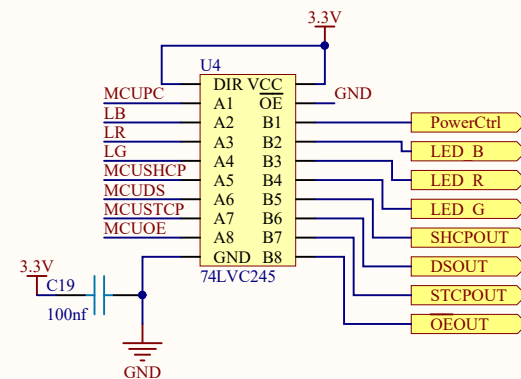 3.3V
U4
DIR VCC
MCUPC A1 OE GND
LB A2 B1 PowerCtrl
LR A3 B2 LED_B
LG A4 B3 LED_R
MCUSHCP A5 B4 LED_G
MCUDS A6 B5 SHCPOUT
MCUSTCP A7 B6 DSOUT
MCUOE A8 B7 STCPOUT
GND B8 OEOUT
74LVC245
3.3V
C19
100nf
GND